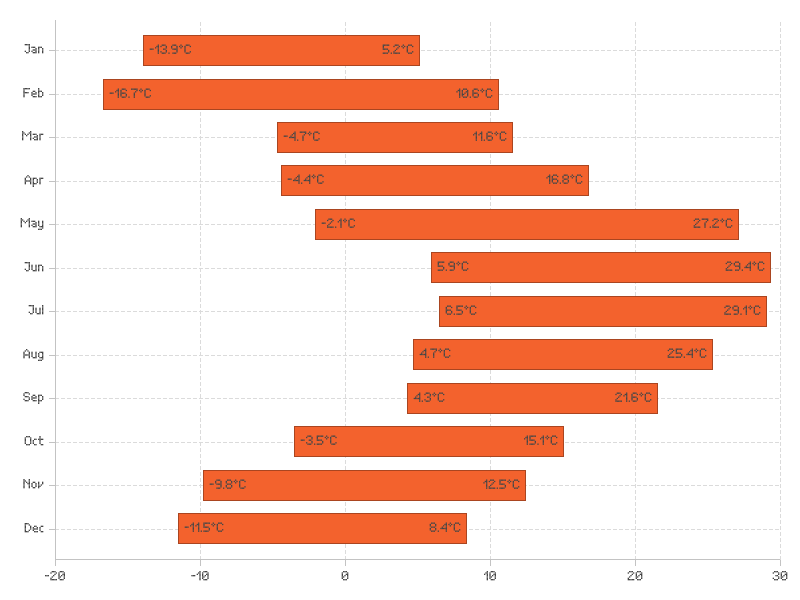 Jan -13.9°C 5.2°C
Feb -16.7°C 10.6°C
Mar -4.7°C 11.6°C
Apr -4.4°C 16.8°C
May -2.1°C 27.2°C
Jun 5.9°C 29.4°C
Jul 6.5°C 29.1°C
Aug 4.7°C 25.4°C
Sep 4.3°C 21.6°C
Oct -3.5°C 15.1°C
Nov -9.8°C 12.5°C
Dec -11.5°C 8.4°C
-20 -10 0 10 20 30